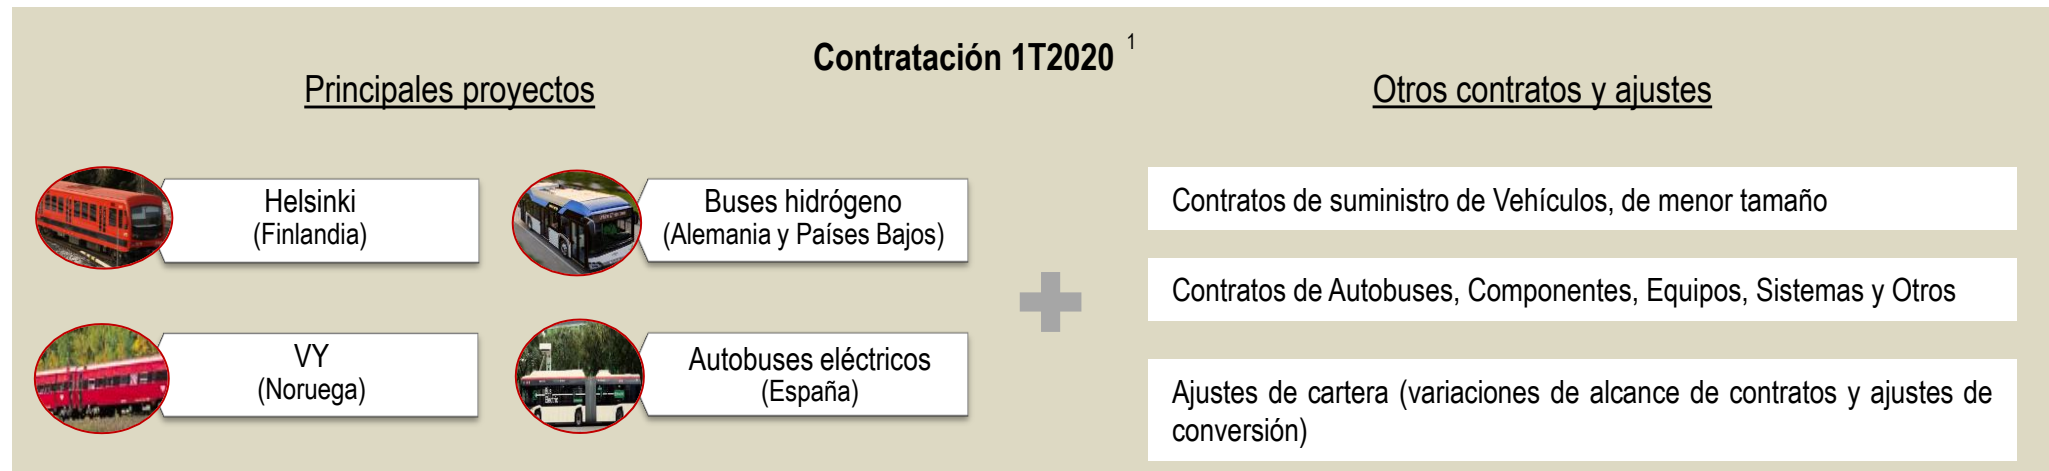 Contratación 1T2020 1
Principales proyectos
Helsinki
(Finlandia)
Buses hidrógeno
(Alemania y Países Bajos)
VY
(Noruega)
Autobuses eléctricos
(España)
Otros contratos y ajustes
Contratos de suministro de Vehículos, de menor tamaño
Contratos de Autobuses, Componentes, Equipos, Sistemas y Otros
Ajustes de cartera (variaciones de alcance de contratos y ajustes de
conversión)